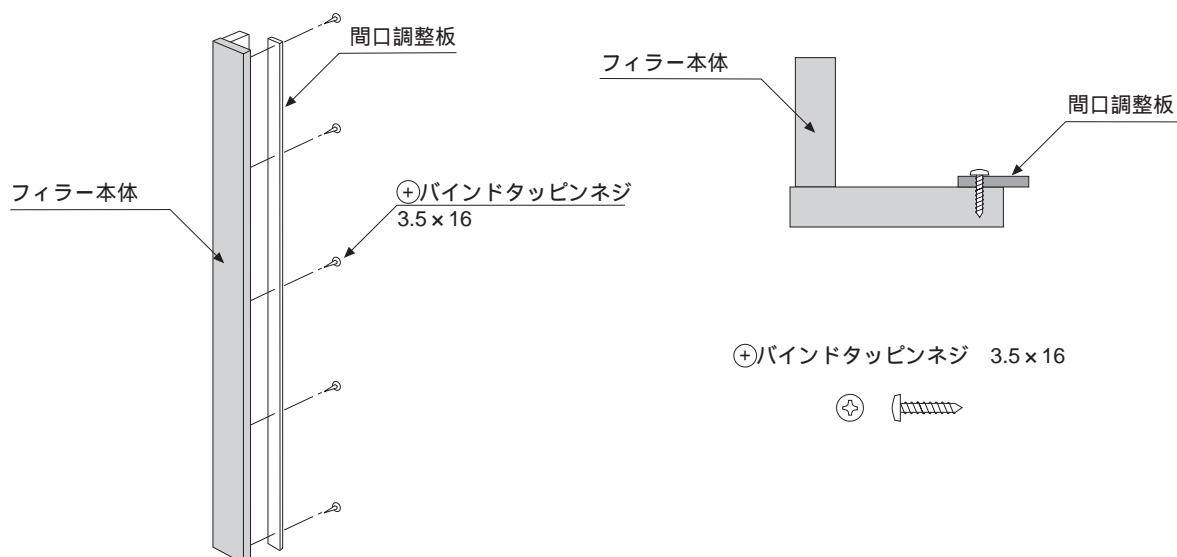 間口調整板
フィラー本体
⊕バインドタッピンネジ
3.5×16
フィラー本体
間口調整板
⊕バインドタッピンネジ 3.5×16